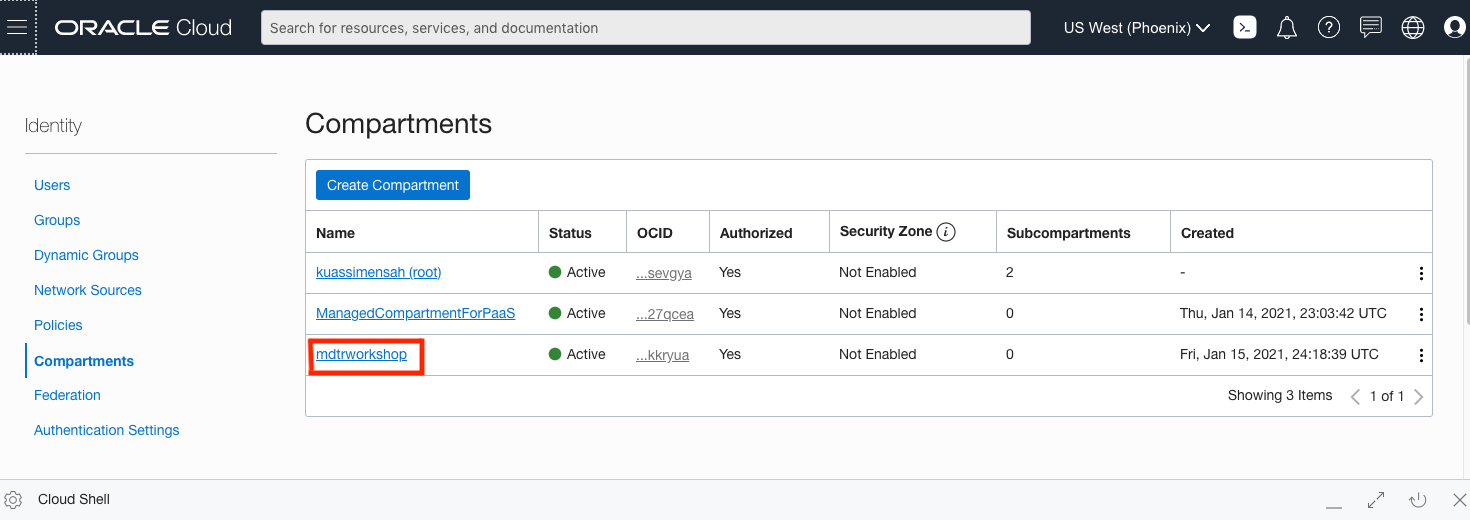 ORACLE Cloud
Search for resources, services, and documentation
US West (Phoenix)
Identity
Users
Groups
Dynamic Groups
Network Sources
Policies
Compartments
Federation
Authentication Settings
Compartments
Create Compartment
Name Status OCID Authorized Security Zone i Subcompartments Created
kuassimensah (root) Active ...sevgya Yes Not Enabled 2 -
ManagedCompartmentForPaaS Active ...27qcea Yes Not Enabled 0 Thu, Jan 14, 2021, 23:03:42 UTC
mdtrworkshop Active ...kkryua Yes Not Enabled 0 Fri, Jan 15, 2021, 24:18:39 UTC
Showing 3 Items 1 of 1
Cloud Shell